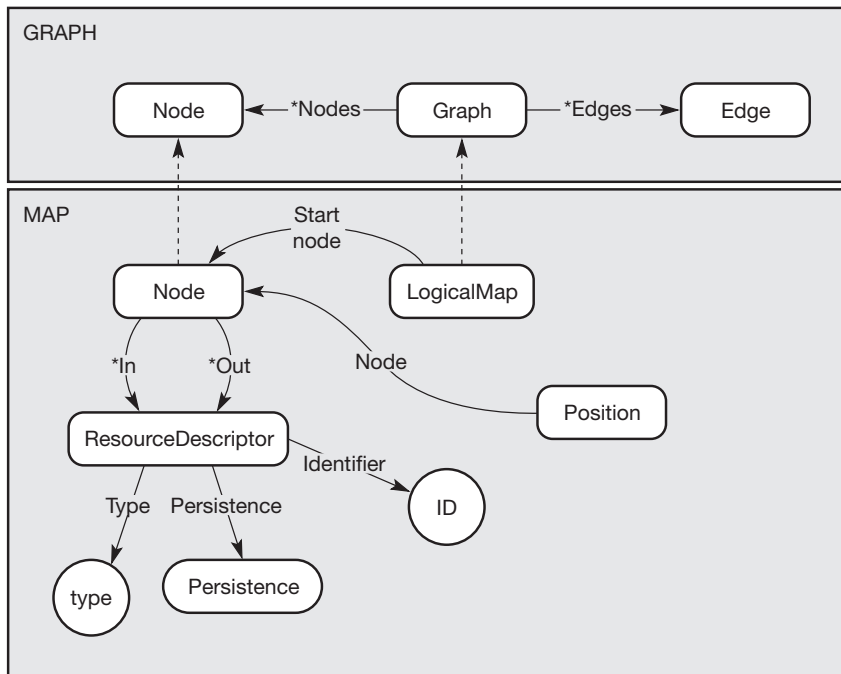 GRAPH
Node
*Nodes
Graph
*Edges
Edge
MAP
Start
node
Node
LogicalMap
*In
*Out
Node
Position
ResourceDescriptor
Identifier
ID
Type
Persistence
type
Persistence